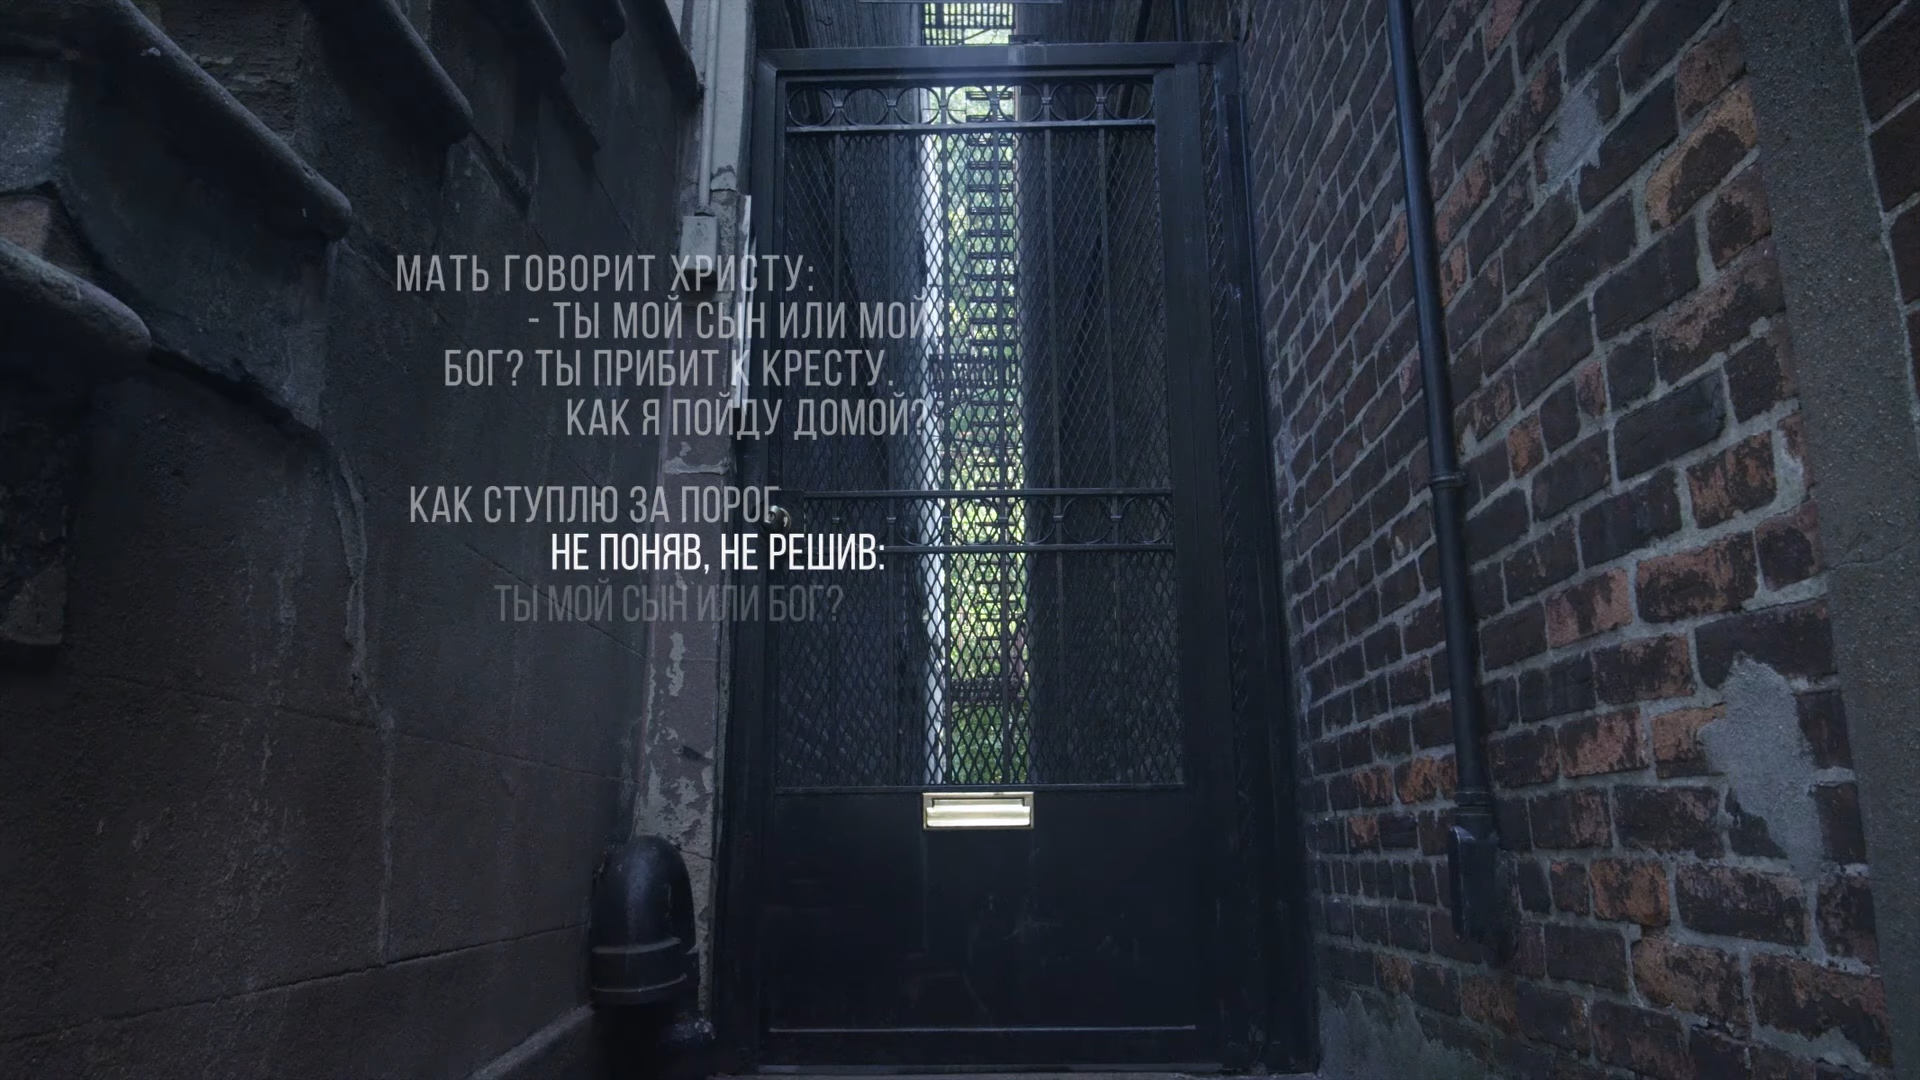 МАТЬ ГОВОРИТ ХРИСТУ:
- ТЫ МОЙ СЫН ИЛИ МОЙ
БОГ? ТЫ ПРИБИТ К КРЕСТУ.
КАК Я ПОЙДУ ДОМОЙ?
КАК СТУПЛЮ ЗА ПОРОГ,
НЕ ПОНЯВ, НЕ РЕШИВ:
ТЫ МОЙ СЫН ИЛИ БОГ?